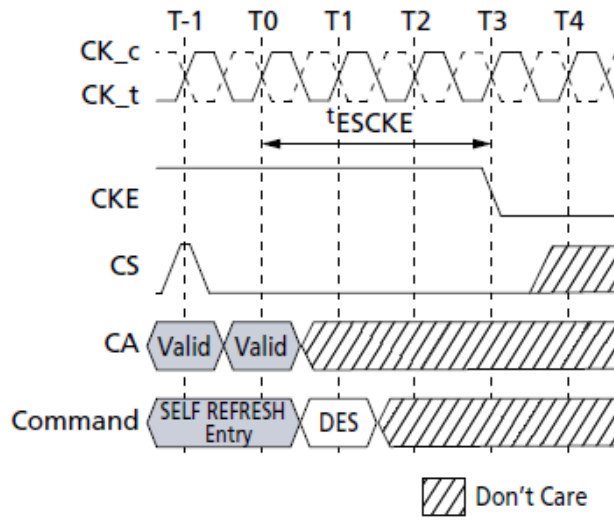 T-1 T0 T1 T2 T3 T4
CK_c
CK_t
tESCKE
CKE
CS
CA Valid Valid
Command SELF REFRESH Entry DES
Don't Care